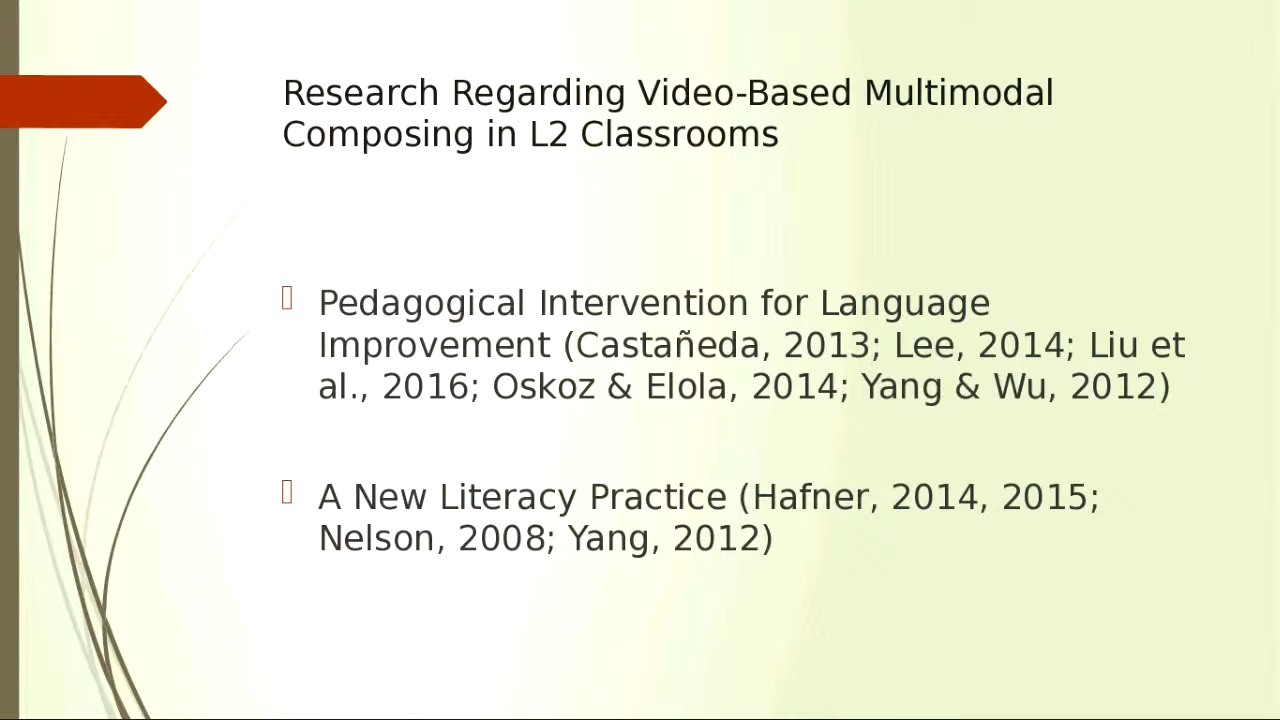 Research Regarding Video-Based Multimodal
Composing in L2 Classrooms
Pedagogical Intervention for Language
Improvement (Castañeda, 2013; Lee, 2014; Liu et
al., 2016; Oskoz & Elola, 2014; Yang & Wu, 2012)
A New Literacy Practice (Hafner, 2014, 2015;
Nelson, 2008; Yang, 2012)